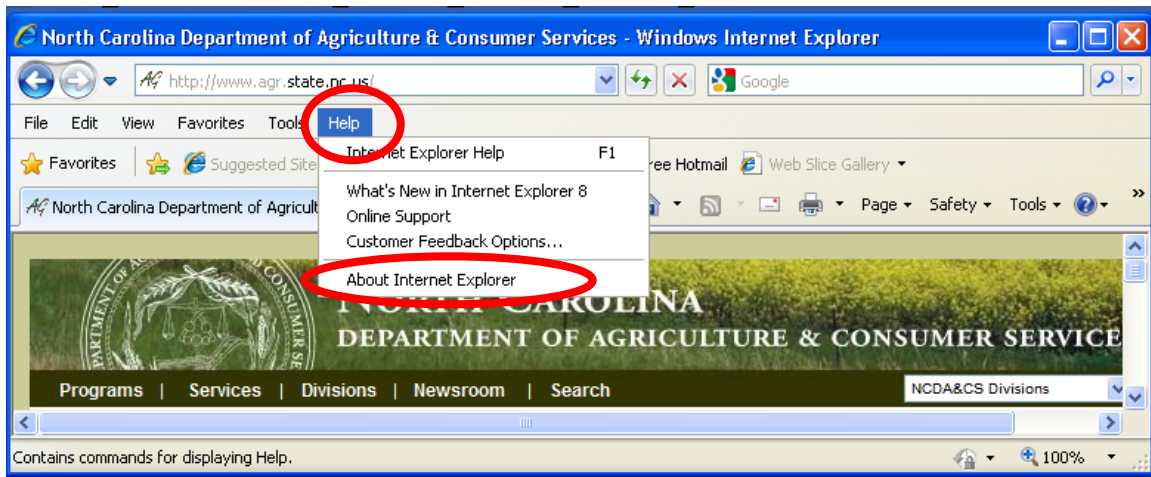 North Carolina Department of Agriculture & Consumer Services - Windows Internet Explorer
http://www.agr.state.nc.us/ Google
File Edit View Favorites Tools Help
Internet Explorer Help F1
Favorites Suggested Site ree Hotmail Web Slice Gallery
What's New in Internet Explorer 8
North Carolina Department of Agricult Page Safety Tools »
Online Support
Customer Feedback Options...
About Internet Explorer
NORTH CAROLINA
DEPARTMENT OF AGRICULTURE & CONSUMER SERVICE
Programs | Services | Divisions | Newsroom | Search NCDA&CS Divisions
Contains commands for displaying Help. 100%